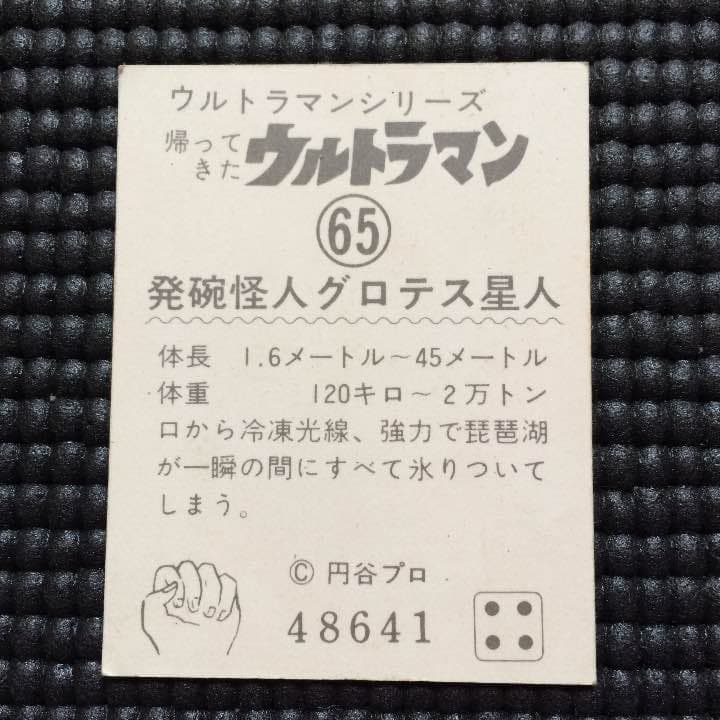 ウルトラマンシリーズ
帰って
きた
ウルトラマン
65
発碗怪人グロテス星人
体長 1.6メートル〜45メートル
体重 120キロ〜2万トン
口から冷凍光線、強力で琵琶湖
が一瞬の間にすべて氷りついて
しまう。
© 円谷プロ
48641